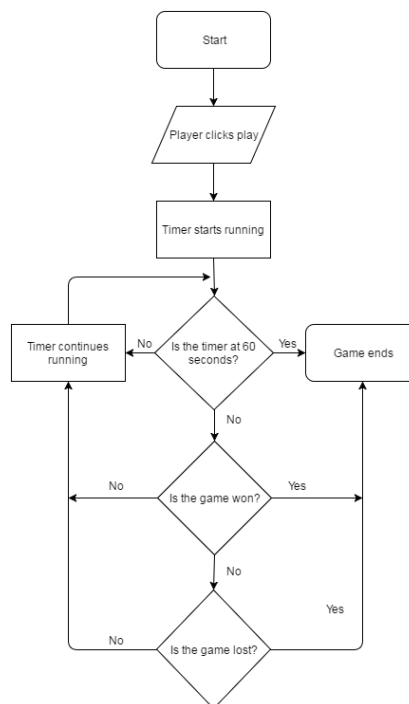 Start
Player clicks play
Timer starts running
Timer continues
running
No
Is the timer at 60
seconds?
Yes
Game ends
No
No
Is the game won?
Yes
No
Yes
No
Is the game lost?